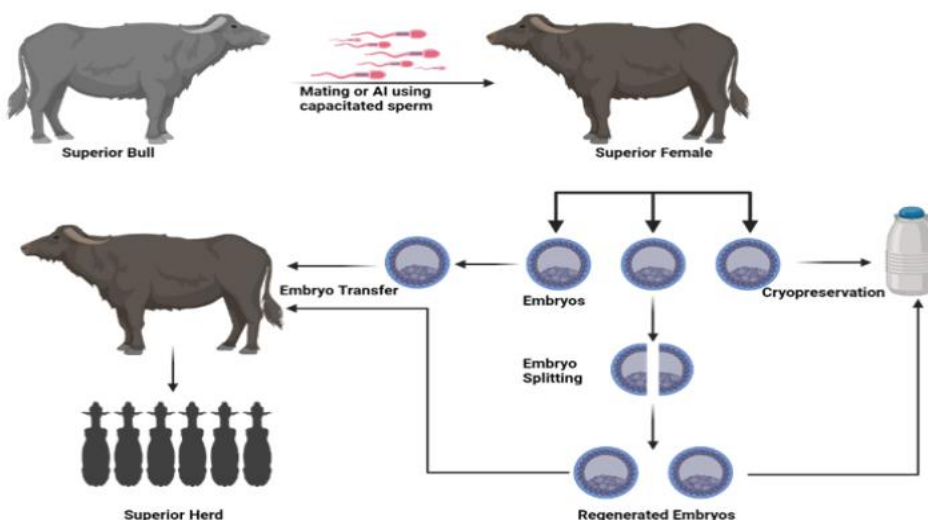 Mating or AI using
capacitated sperm
Superior Bull
Superior Female
Embryo Transfer
Embryos
Cryopreservation
Embryo
Splitting
Superior Herd
Regenerated Embryos